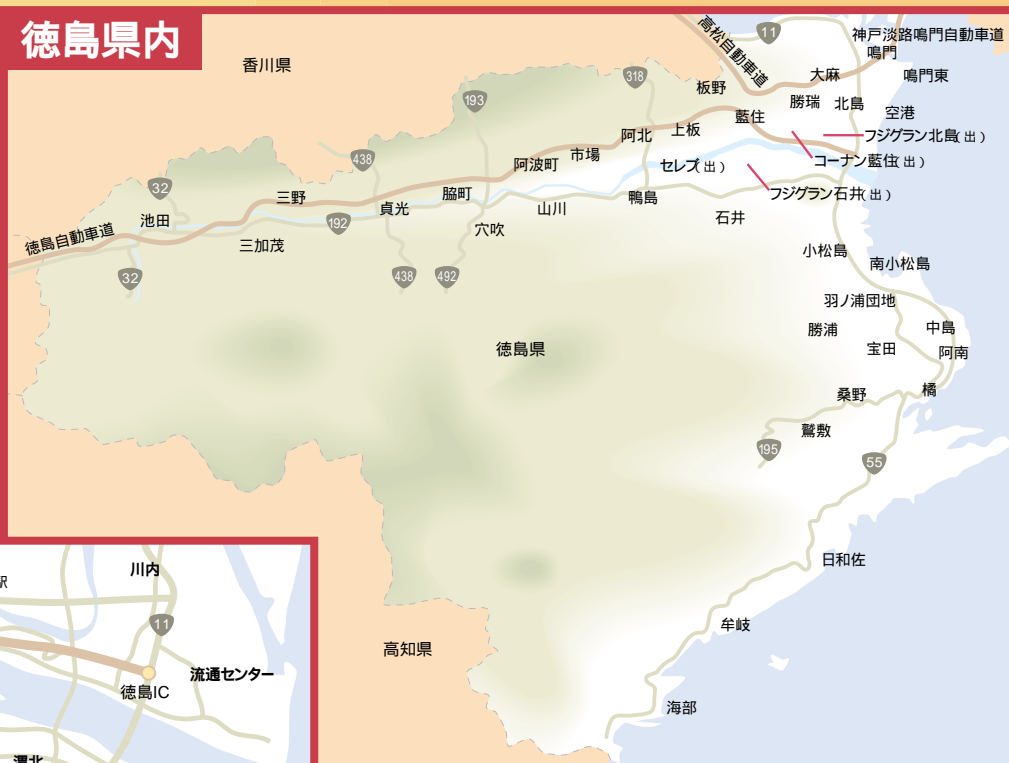 徳島県内
香川県
高松自動車道
11
神戸淡路鳴門自動車道
鳴門
大麻
鳴門東
318
板野
193
勝瑞
北島
空港
藍住
阿北
上板
フジグラン北島(出)
438
市場
阿波町
セレブ(出)
コーナン藍住(出)
32
三野
脇町
鴨島
フジグラン石井(出)
池田
192
貞光
山川
石井
穴吹
徳島自動車道
三加茂
小松島
南小松島
32
438
492
羽ノ浦団地
勝浦
中島
徳島県
宝田
阿南
桑野
橘
鷲敷
195
55
日和佐
川内
駅
11
牟岐
高知県
流通センター
徳島IC
海部
渭北